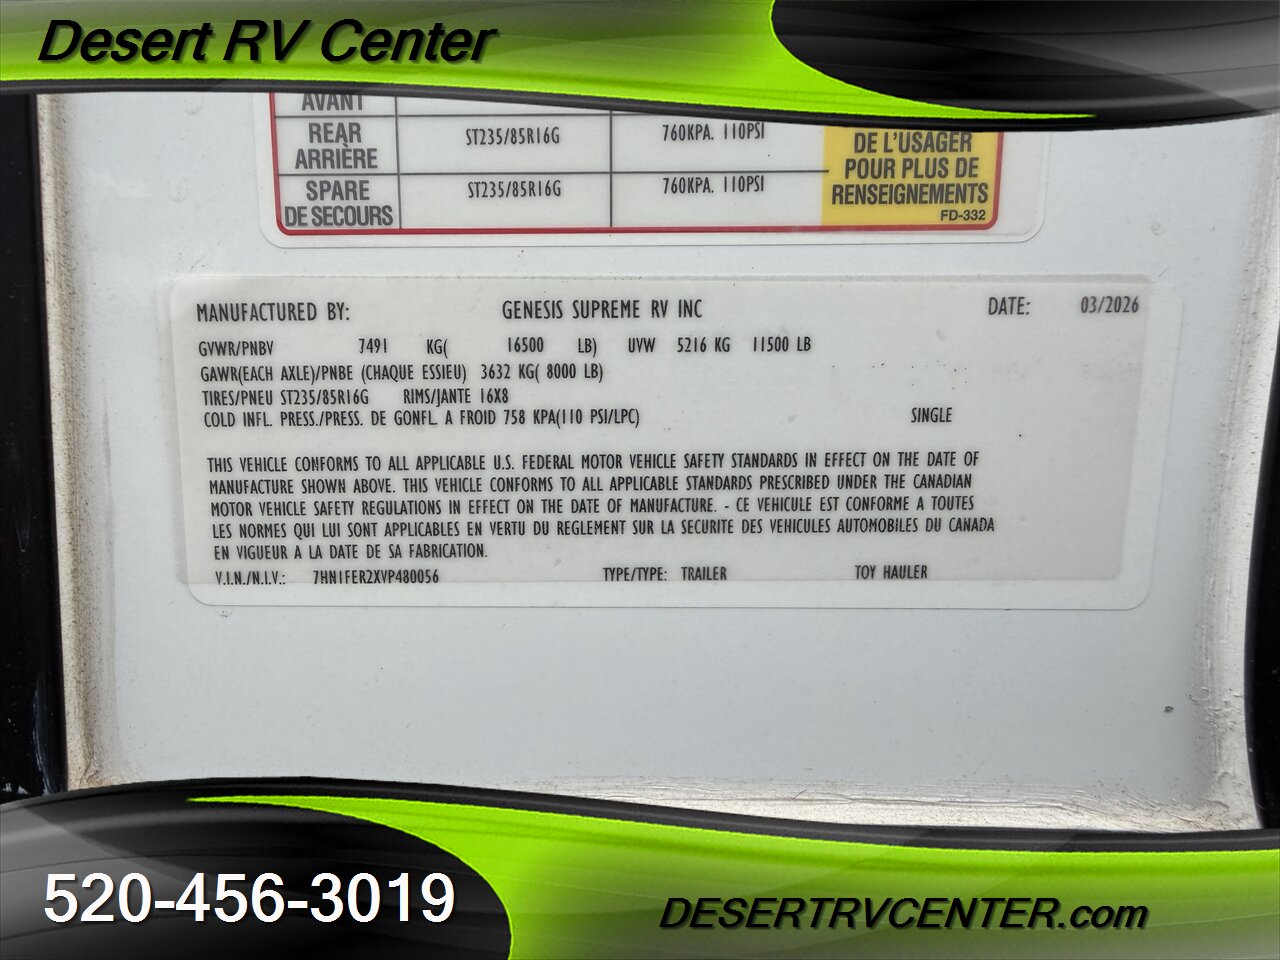 Desert RV Center
AVANT
REAR
ARRIÈRE
ST235/85R16G
760KPA. 110PSI
SPARE
DE SECOURS
ST235/85R16G
760KPA. 110PSI
DE L'USAGER
POUR PLUS DE
RENSEIGNEMENTS
FD-332
MANUFACTURED BY: GENESIS SUPREME RV INC DATE: 03/2026
GVWR/PNBV 7491 KG( 16500 LB) UVW 5216 KG 11500 LB
GAWR(EACH AXLE)/PNBE (CHAQUE ESSIEU) 3632 KG( 8000 LB)
TIRES/PNEU ST235/85R16G RIMS/JANTE 16X8
COLD INFL. PRESS./PRESS. DE GONFL. A FROID 758 KPA(110 PSI/LPC) SINGLE
THIS VEHICLE CONFORMS TO ALL APPLICABLE U.S. FEDERAL MOTOR VEHICLE SAFETY STANDARDS IN EFFECT ON THE DATE OF
MANUFACTURE SHOWN ABOVE. THIS VEHICLE CONFORMS TO ALL APPLICABLE STANDARDS PRESCRIBED UNDER THE CANADIAN
MOTOR VEHICLE SAFETY REGULATIONS IN EFFECT ON THE DATE OF MANUFACTURE. - CE VEHICULE EST CONFORME A TOUTES
LES NORMES QUI LUI SONT APPLICABLES EN VERTU DU REGLEMENT SUR LA SECURITE DES VEHICULES AUTOMOBILES DU CANADA
EN VIGUEUR A LA DATE DE SA FABRICATION.
V.I.N./N.I.V.: 7HN1FER2XVP480056 TYPE/TYPE: TRAILER TOY HAULER
520-456-3019
DESERTRVCENTER.com